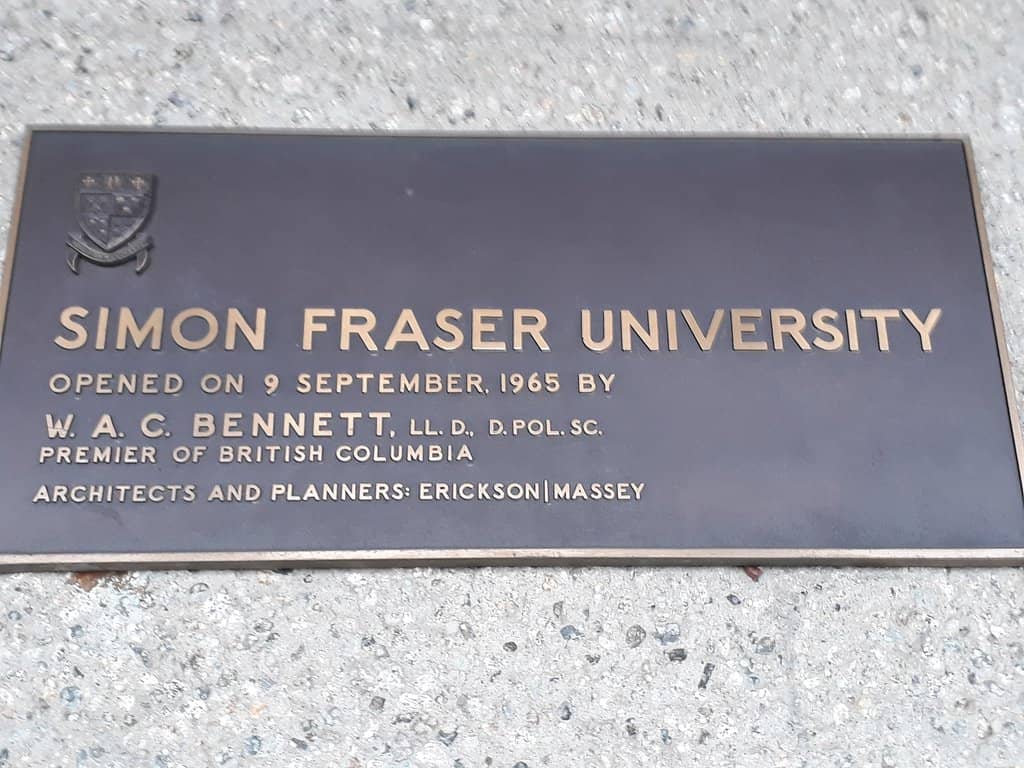 SIMON FRASER UNIVERSITY
OPENED ON 9 SEPTEMBER, 1965 BY
W. A. C. BENNETT, LL. D., D. POL. SC.
PREMIER OF BRITISH COLUMBIA
ARCHITECTS AND PLANNERS: ERICKSON|MASSEY